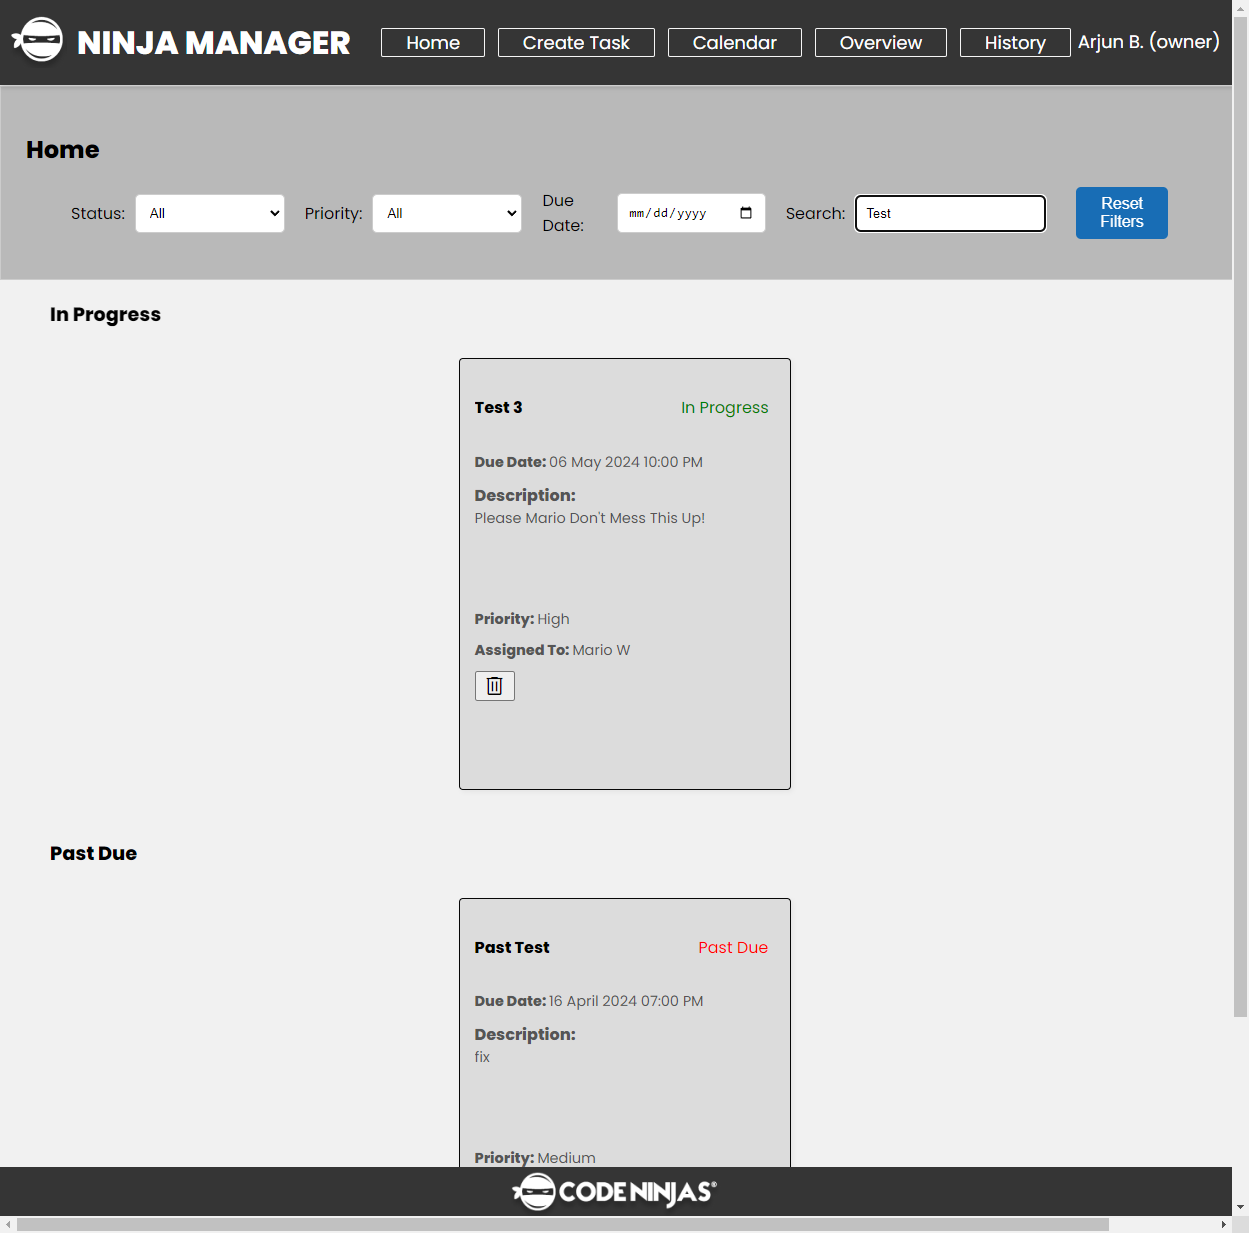 NINJA MANAGER
Home
Create Task
Calendar
Overview
History
Arjun B. (owner)
Home
Status:
All
Priority:
All
Due
Date:
mm/dd/yyyy
Search:
Test
Reset
Filters
In Progress
Test 3
In Progress
Due Date: 06 May 2024 10:00 PM
Description:
Please Mario Don't Mess This Up!
Priority: High
Assigned To: Mario W
Past Due
Past Test
Past Due
Due Date: 16 April 2024 07:00 PM
Description:
fix
Priority: Medium
CODE NINJAS®